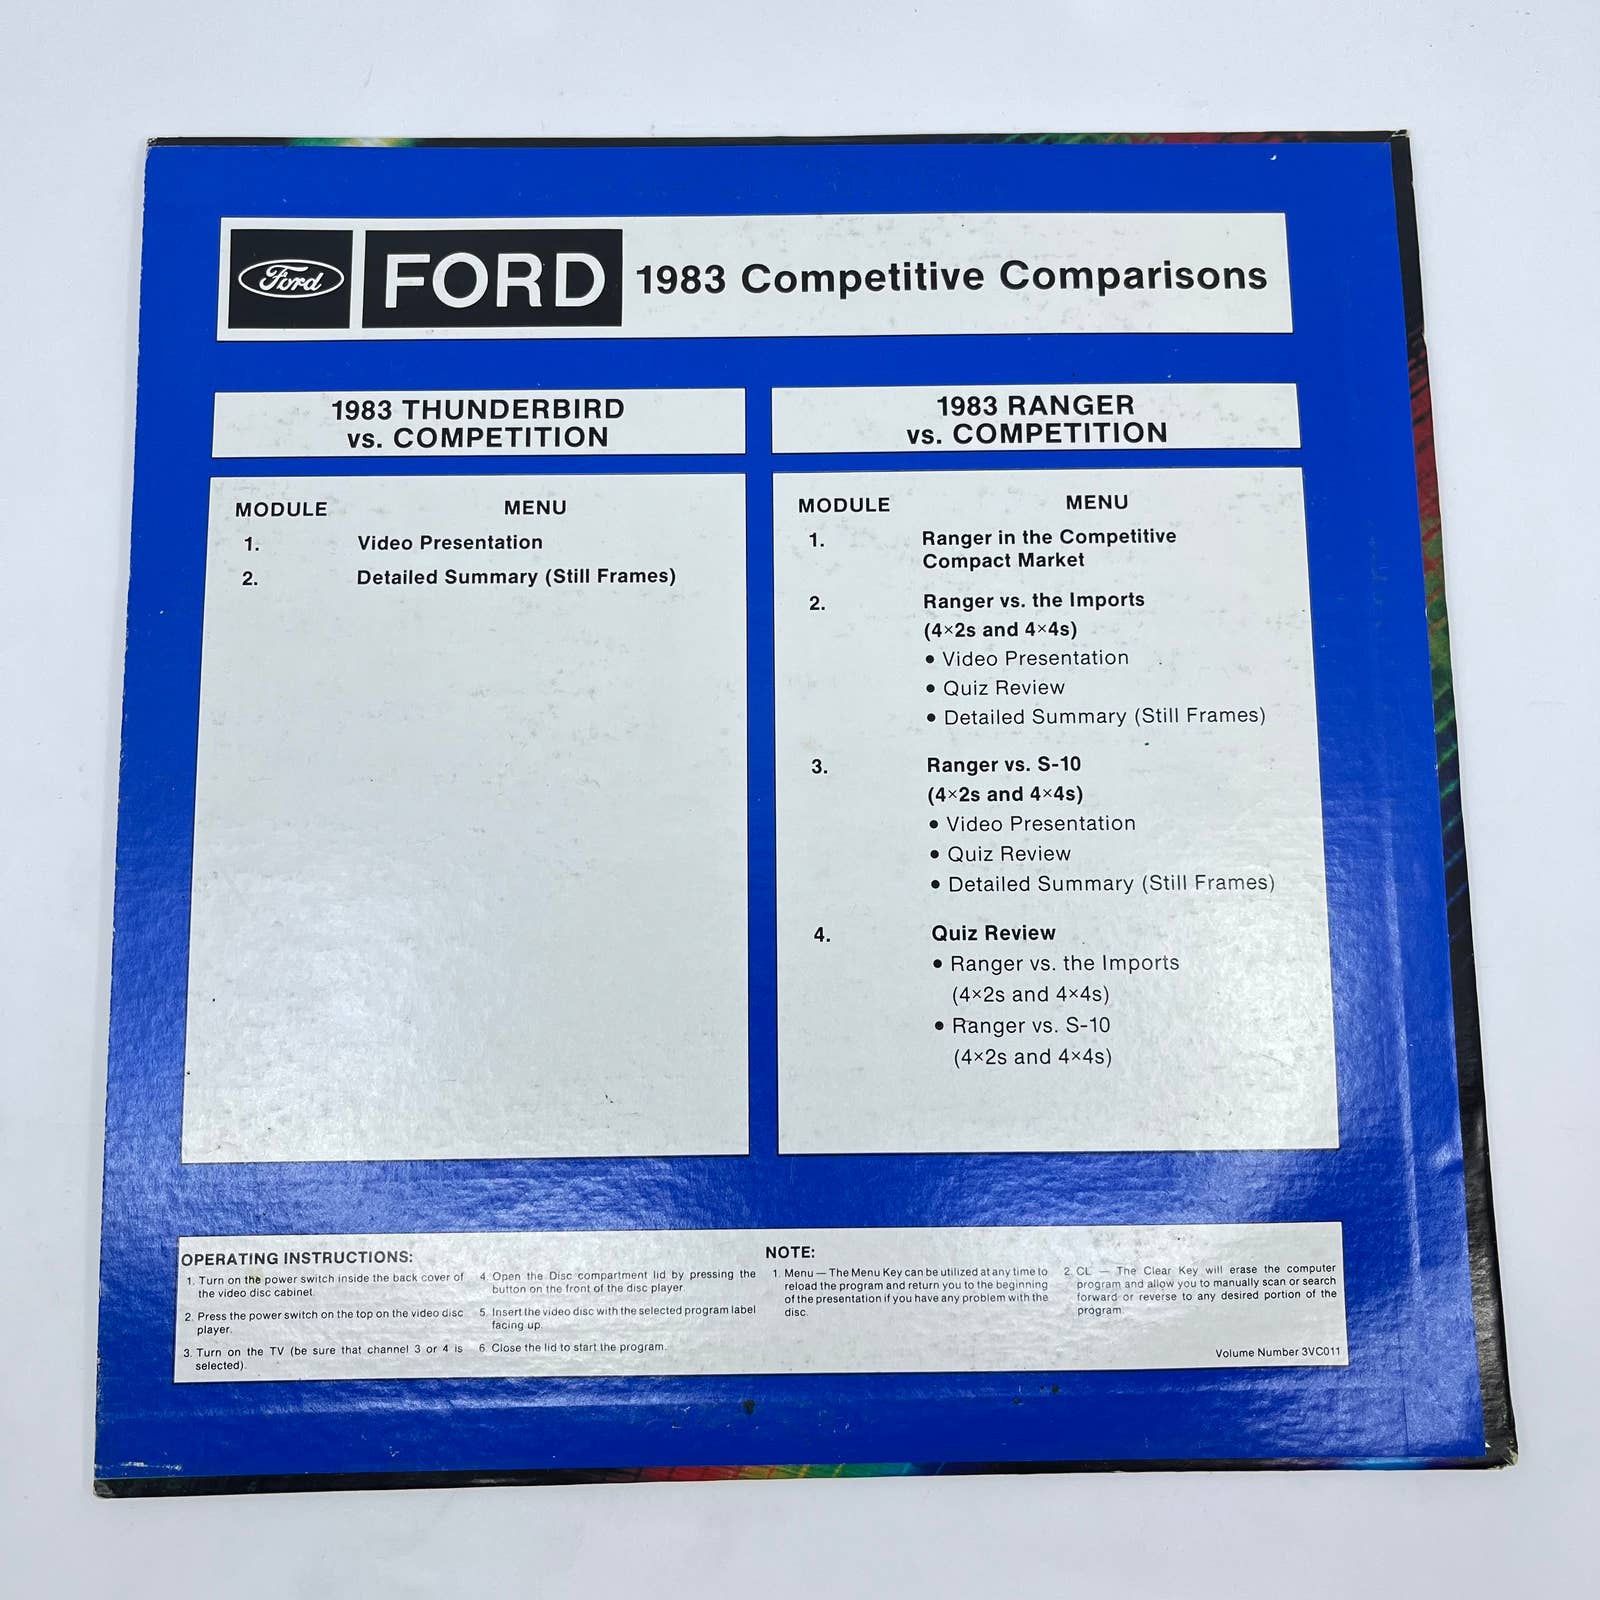 Ford
FORD
1983 Competitive Comparisons
1983 THUNDERBIRD
vs. COMPETITION
MODULE MENU
1. Video Presentation
2. Detailed Summary (Still Frames)
1983 RANGER
vs. COMPETITION
MODULE MENU
1. Ranger in the Competitive
Compact Market
2. Ranger vs. the Imports
(4×2s and 4×4s)
• Video Presentation
• Quiz Review
• Detailed Summary (Still Frames)
3. Ranger vs. S-10
(4×2s and 4×4s)
• Video Presentation
• Quiz Review
• Detailed Summary (Still Frames)
4. Quiz Review
• Ranger vs. the Imports
(4×2s and 4×4s)
• Ranger vs. S-10
(4×2s and 4×4s)
OPERATING INSTRUCTIONS:
1. Turn on the power switch inside the back cover of
the video disc cabinet.
2. Press the power switch on the top on the video disc
player.
3. Turn on the TV (be sure that channel 3 or 4 is
selected).
4. Open the Disc compartment lid by pressing the
button on the front of the disc player.
5. Insert the video disc with the selected program label
facing up.
6. Close the lid to start the program.
NOTE:
1. Menu — The Menu Key can be utilized at any time to
reload the program and return you to the beginning
of the presentation if you have any problem with the
disc.
2. CL — The Clear Key will erase the computer
program and allow you to manually scan or search
forward or reverse to any desired portion of the
program.
Volume Number 3VC011